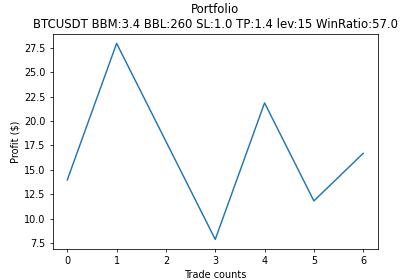 Portfolio
BTCUSDT BBM:3.4 BBL:260 SL:1.0 TP:1.4 lev:15 WinRatio:57.0
27.5
25.0
22.5
20.0
17.5
15.0
12.5
10.0
7.5
Profit ($)
0 1 2 3 4 5 6
Trade counts